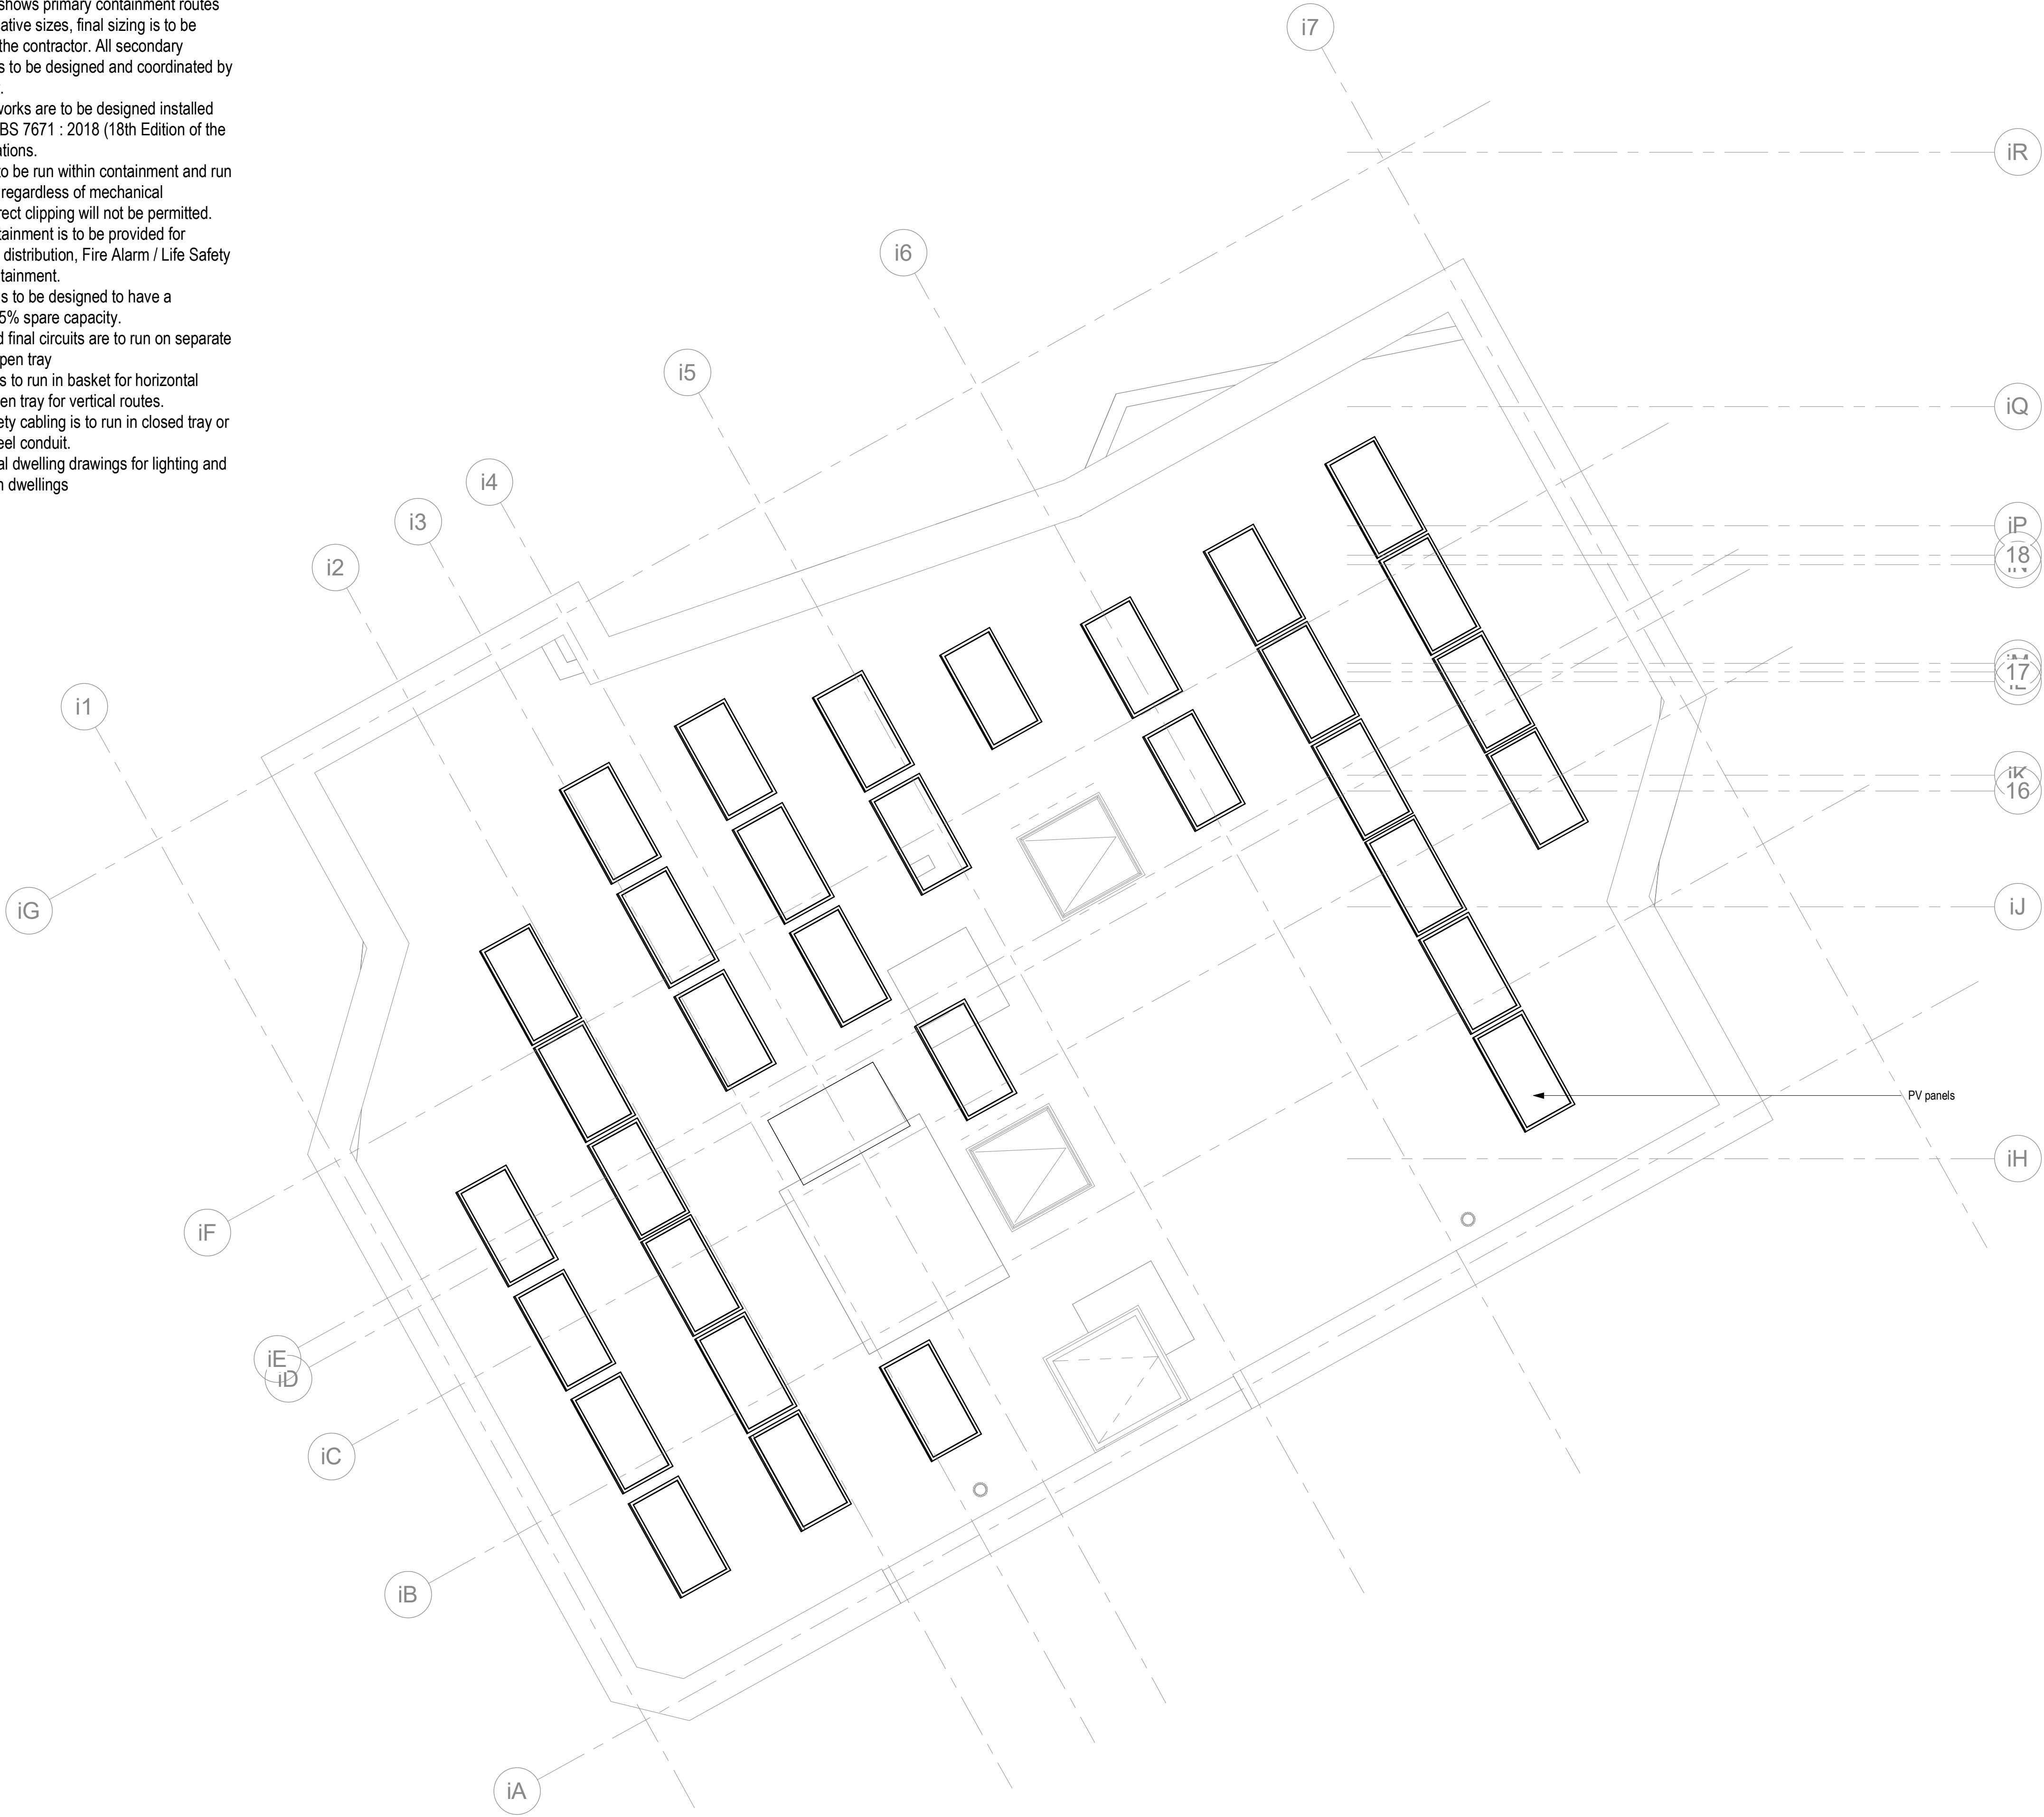 shows primary containment routes
ative sizes, final sizing is to be
the contractor. All secondary
s to be designed and coordinated by
.
works are to be designed installed
BS 7671 : 2018 (18th Edition of the
ations.
to be run within containment and run
regardless of mechanical
rect clipping will not be permitted.
tainment is to be provided for
distribution, Fire Alarm / Life Safety
tainment.
s to be designed to have a
5% spare capacity.
d final circuits are to run on separate
pen tray
s to run in basket for horizontal
en tray for vertical routes.
ety cabling is to run in closed tray or
eel conduit.
al dwelling drawings for lighting and
n dwellings
i7
iR
i6
i5
iQ
i4
i3
iP
18
i2
17
i1
iK
16
iG
iJ
PV panels
iH
iF
iE
iD
iC
iB
iA